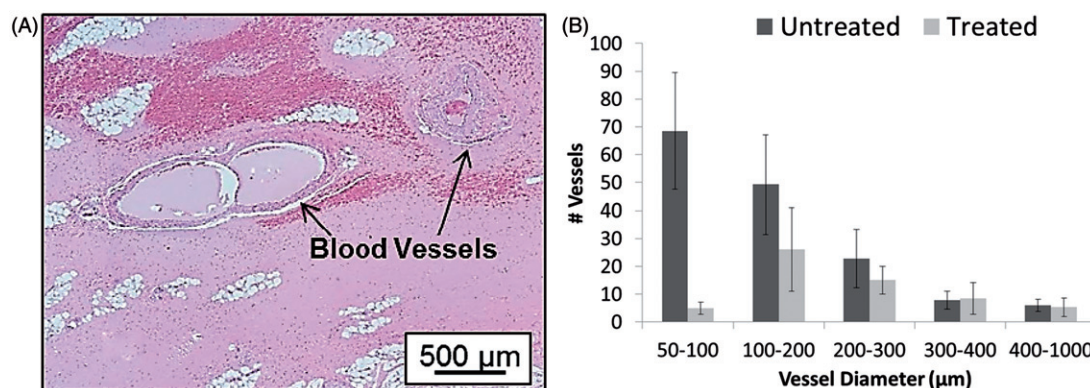 (A)
Blood Vessels
500 µm
(B)
Untreated Treated
100
90
80
70
60
50
40
30
20
10
0
# Vessels
50-100 100-200 200-300 300-400 400-1000
Vessel Diameter (µm)